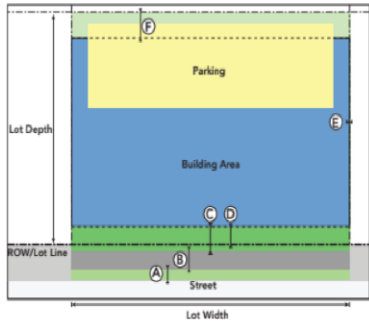 F
Parking
E
Lot Depth
Building Area
C D
ROW/Lot Line
B
A
Street
Lot Width